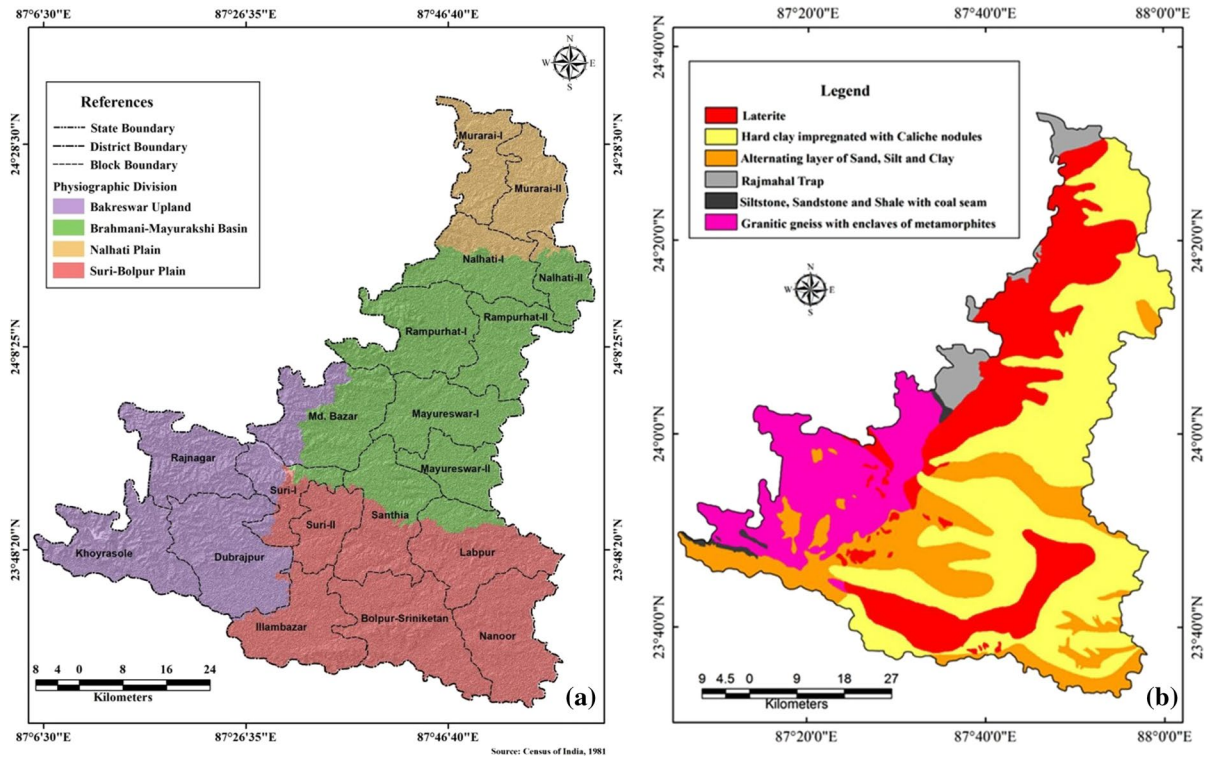 87°6'30"E 87°26'35"E 87°46'40"E
24°28'30"N
24°8'25"N
23°48'20"N
N
W E
S
References
State Boundary
District Boundary
Block Boundary
Physiographic Division
Bakreswar Upland
Brahmani-Mayurakshi Basin
Nalhati Plain
Suri-Bolpur Plain
Murarai-I
Murarai-II
Nalhati-I
Nalhati-II
Rampurhat-I
Rampurhat-II
Md. Bazar
Mayureswar-I
Mayureswar-II
Rajnagar
Suri-I
Suri-II
Santhia
Khoyrasole
Dubrajpur
Labpur
Illambazar
Bolpur-Sriniketan
Nanoor
8 4 0 8 16 24
Kilometers
(a)
24°28'30"N
24°8'25"N
23°48'20"N
87°6'30"E 87°26'35"E 87°46'40"E
Source: Census of India, 1981
87°20'0"E 87°40'0"E 88°0'0"E
24°40'0"N
24°20'0"N
24°0'0"N
23°40'0"N
Legend
Laterite
Hard clay impregnated with Caliche nodules
Alternating layer of Sand, Silt and Clay
Rajmahal Trap
Siltstone, Sandstone and Shale with coal seam
Granitic gneiss with enclaves of metamorphites
N
W E
S
9 4.5 0 9 18 27
Kilometers
(b)
24°40'0"N
24°20'0"N
24°0'0"N
23°40'0"N
87°20'0"E 87°40'0"E 88°0'0"E